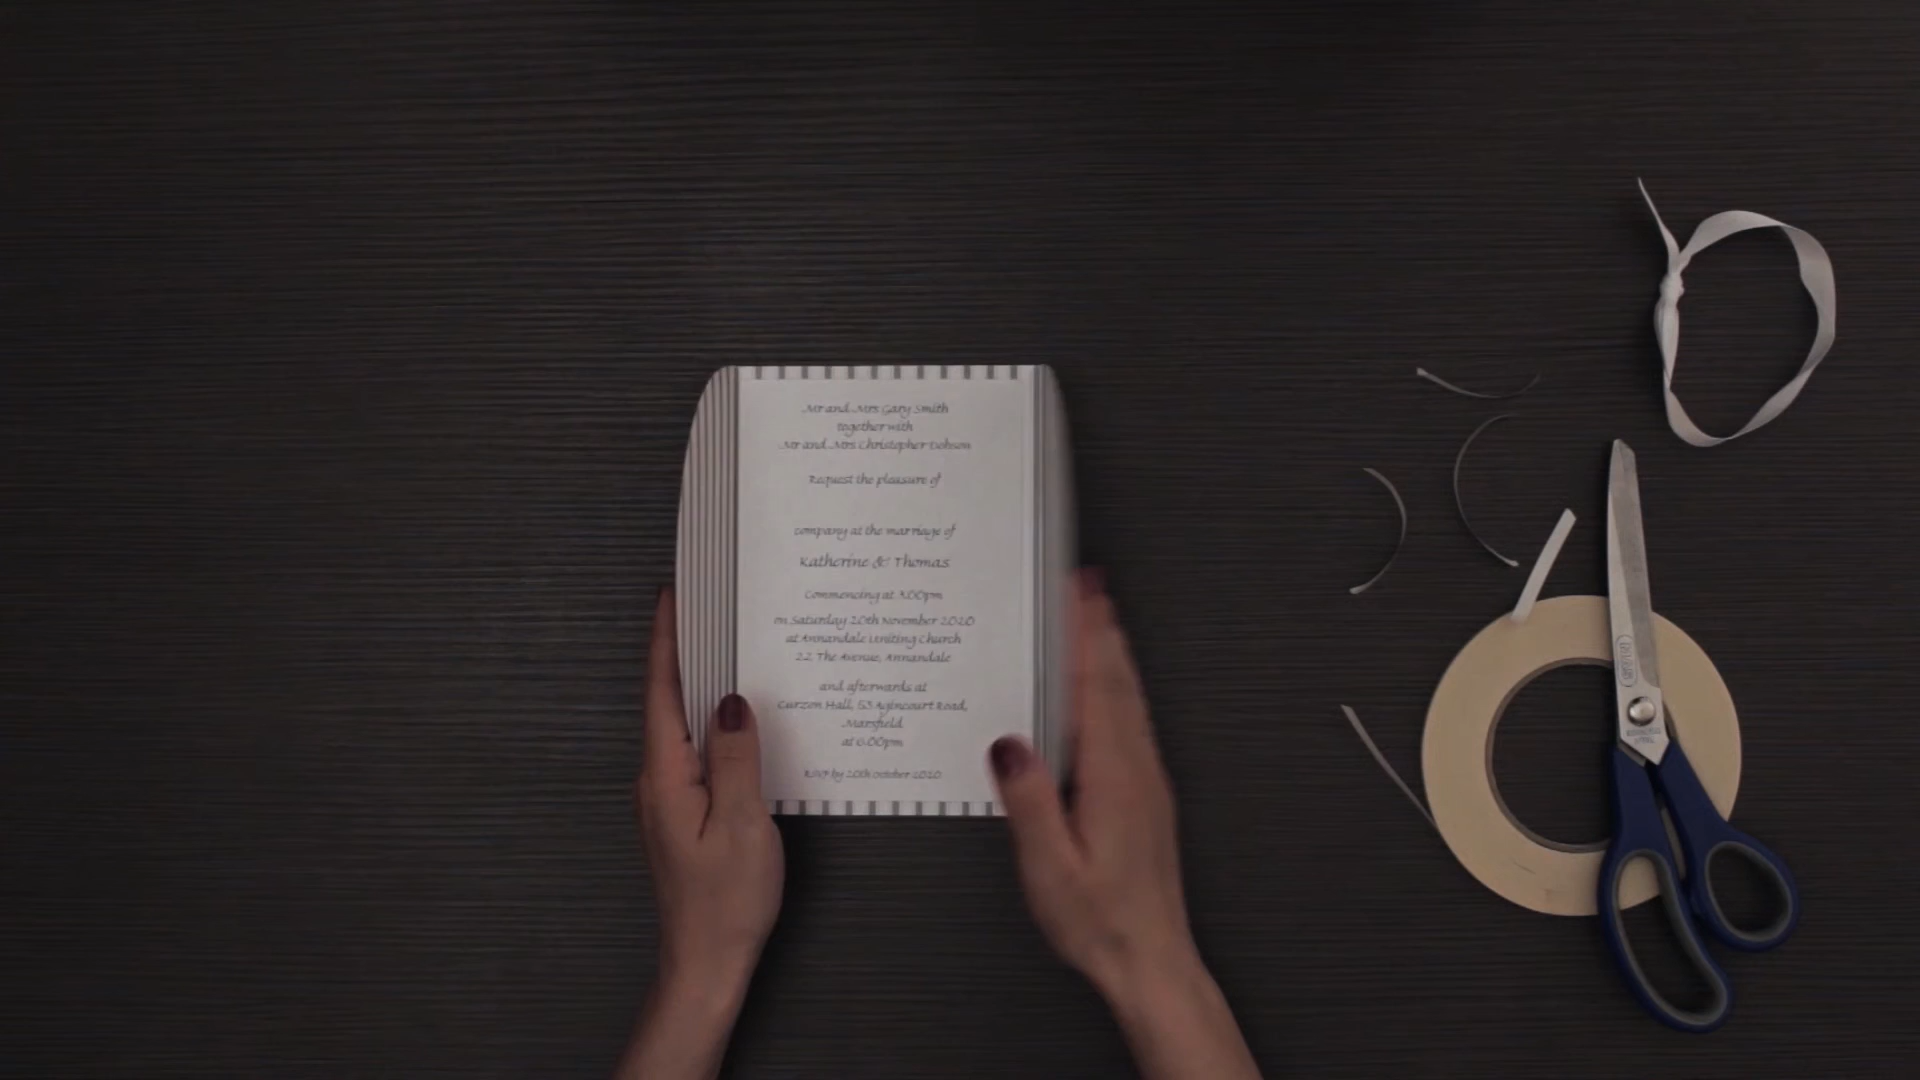 Mr and Mrs Gary Smith
together with
Mr and Mrs Christopher Dobson
Request the pleasure of
company at the marriage of
Katherine & Thomas
Commencing at 3.00pm
on Saturday 20th November 2020
at Annandale Uniting Church
22 The Avenue, Annandale
and afterwards at
Curzon Hall, 53 Agincourt Road,
Marsfield
at 6.00pm
RSVP by 20th October 2020